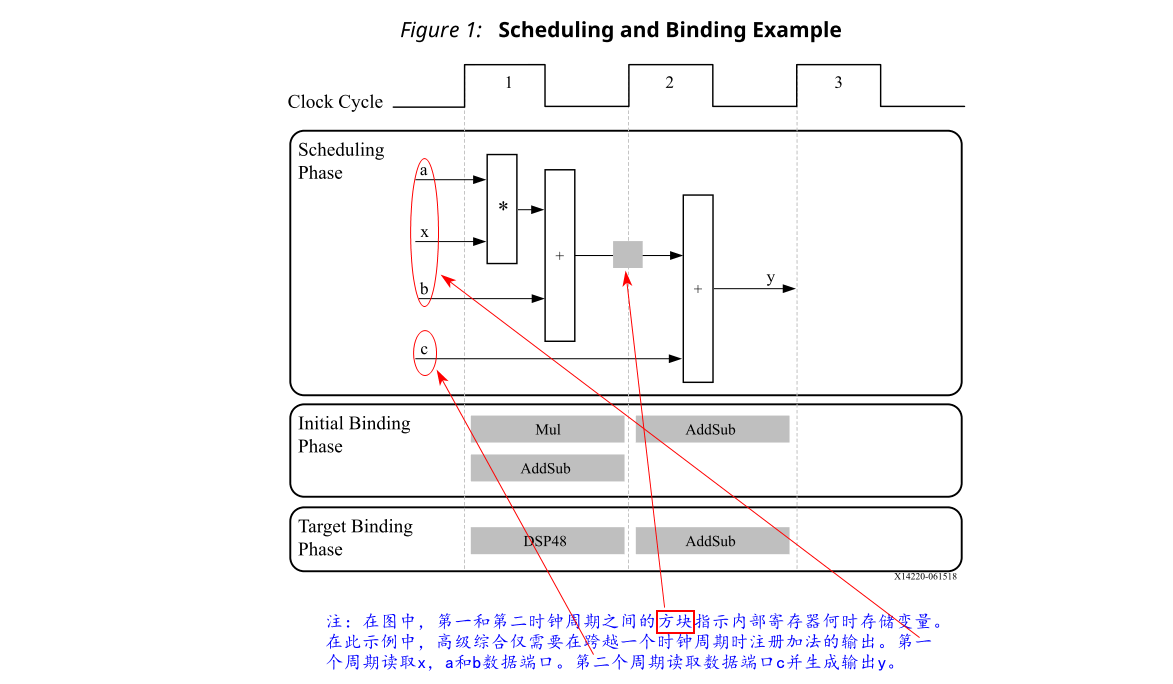 Figure 1: Scheduling and Binding Example
Clock Cycle
1
2
3
Scheduling
Phase
a
x
b
c
*
+
+
y
Initial Binding
Phase
Mul
AddSub
AddSub
Target Binding
Phase
DSP48
AddSub
X14220-061518
注：在图中，第一和第二时钟周期之间的方块指示内部寄存器何时存储变量。
在此示例中，高级综合仅需要在跨越一个时钟周期时注册加法的输出。第一
个周期读取x，a和b数据端口。第二个周期读取数据端口c并生成输出y。